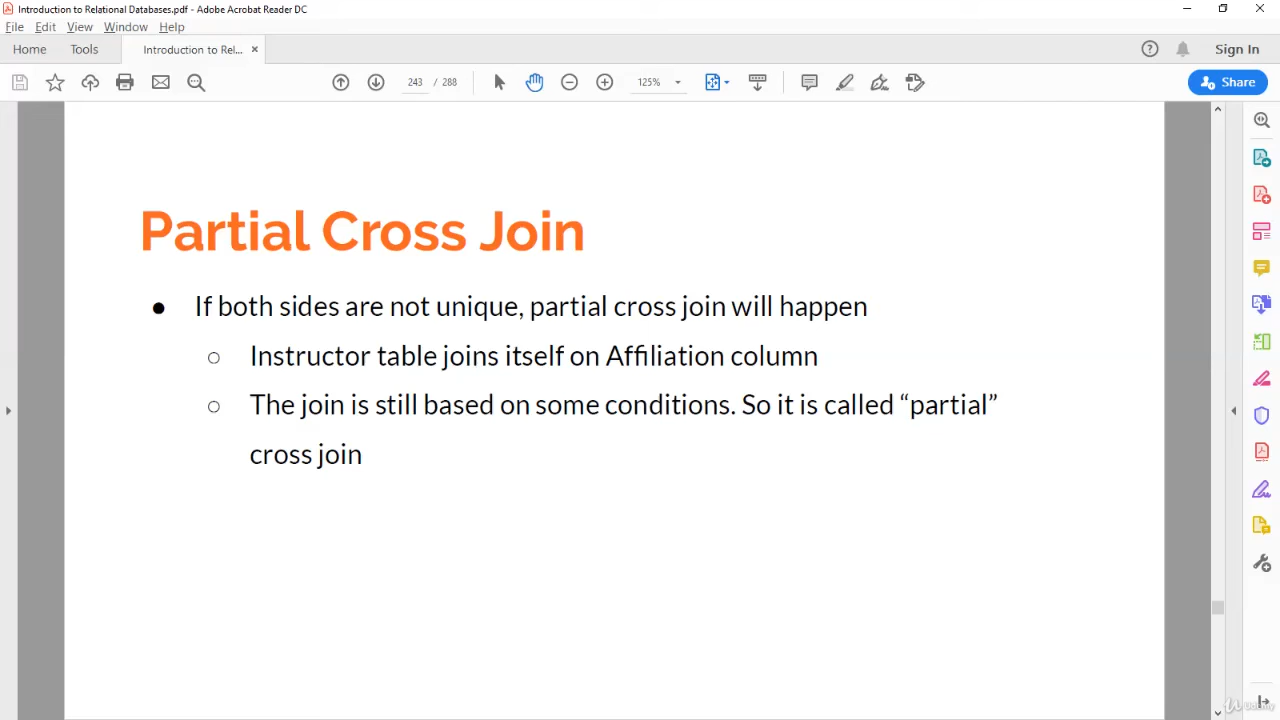 Introduction to Relational Databases.pdf - Adobe Acrobat Reader DC
File Edit View Window Help
Home Tools Introduction to Rel... × Sign In
243 / 288 125% Share
Partial Cross Join
● If both sides are not unique, partial cross join will happen
○ Instructor table joins itself on Affiliation column
○ The join is still based on some conditions. So it is called “partial”
cross join
Udemy